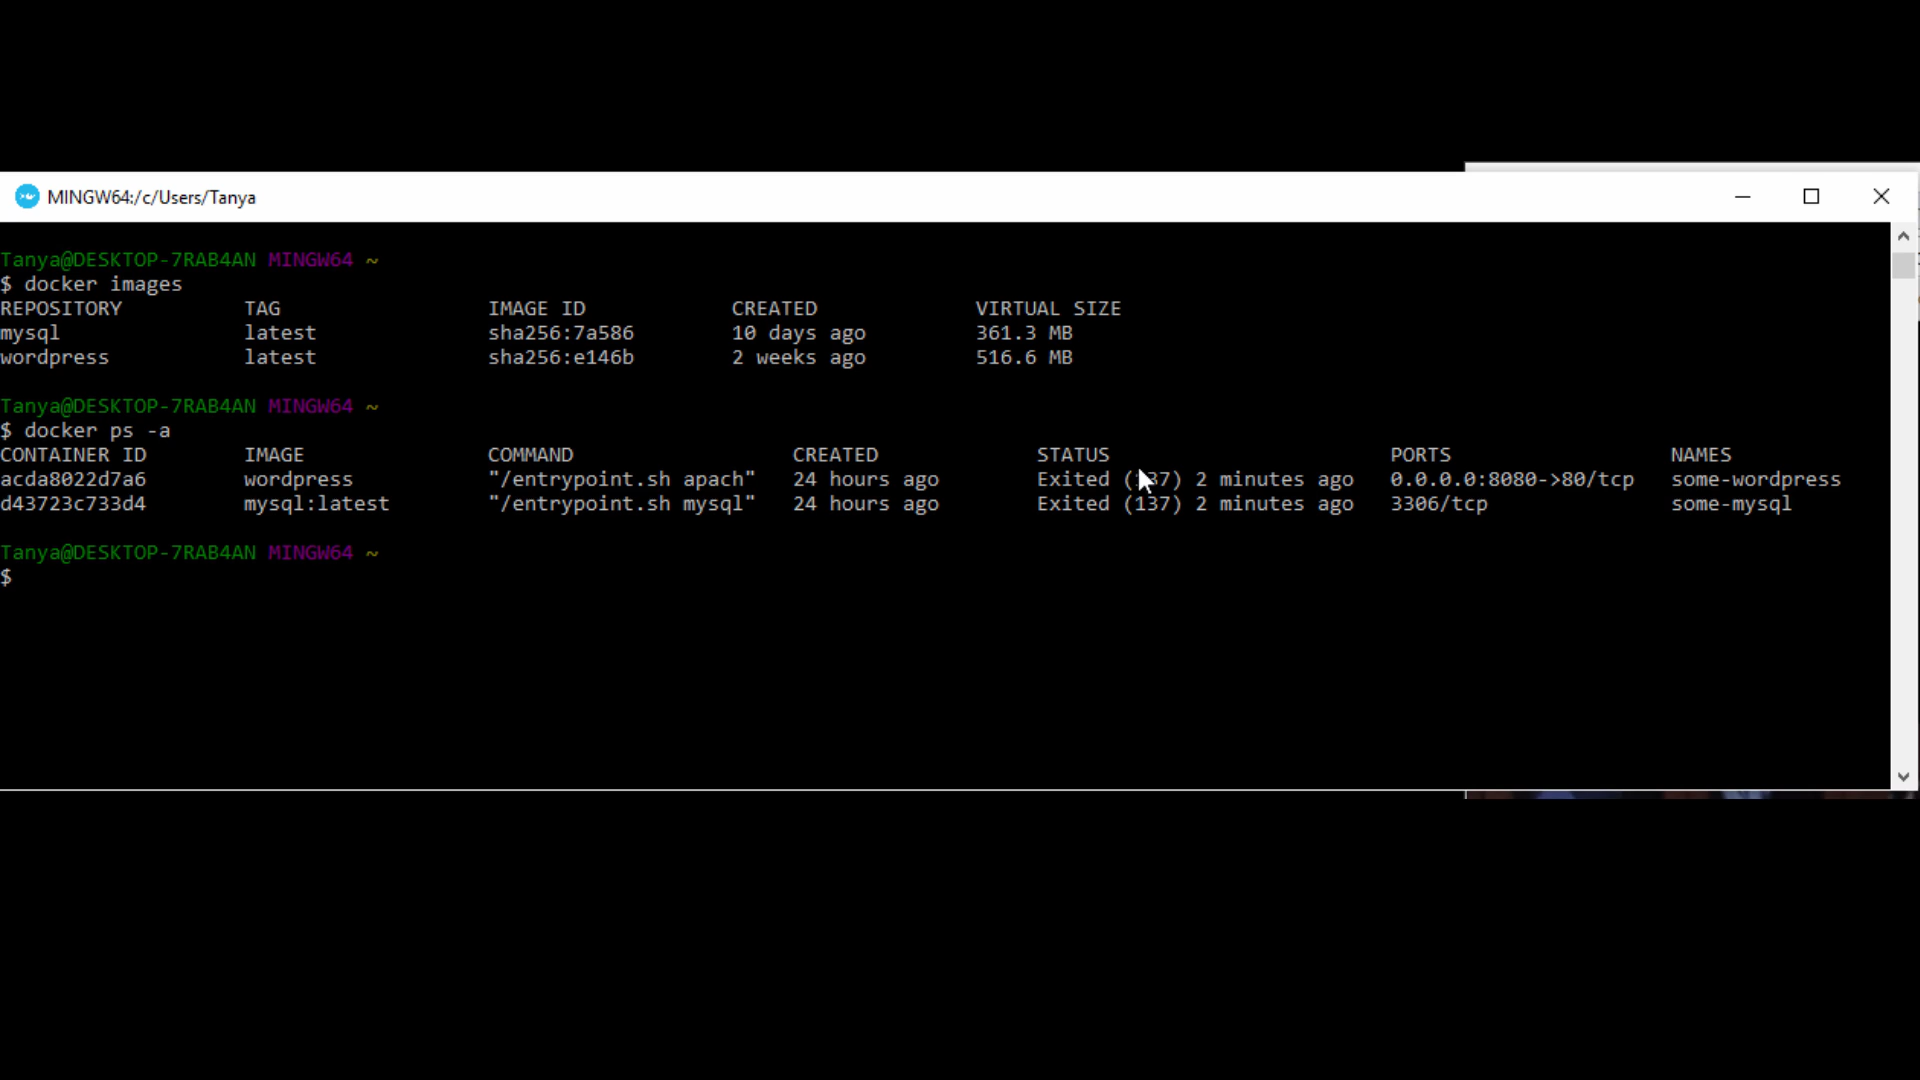 MINGW64:/c/Users/Tanya
Tanya@DESKTOP-7RAB4AN MINGW64 ~
$ docker images
REPOSITORY TAG IMAGE ID CREATED VIRTUAL SIZE
mysql latest sha256:7a586 10 days ago 361.3 MB
wordpress latest sha256:e146b 2 weeks ago 516.6 MB
Tanya@DESKTOP-7RAB4AN MINGW64 ~
$ docker ps -a
CONTAINER ID IMAGE COMMAND CREATED STATUS PORTS NAMES
acda8022d7a6 wordpress "/entrypoint.sh apach" 24 hours ago Exited (137) 2 minutes ago 0.0.0.0:8080->80/tcp some-wordpress
d43723c733d4 mysql:latest "/entrypoint.sh mysql" 24 hours ago Exited (137) 2 minutes ago 3306/tcp some-mysql
Tanya@DESKTOP-7RAB4AN MINGW64 ~
$